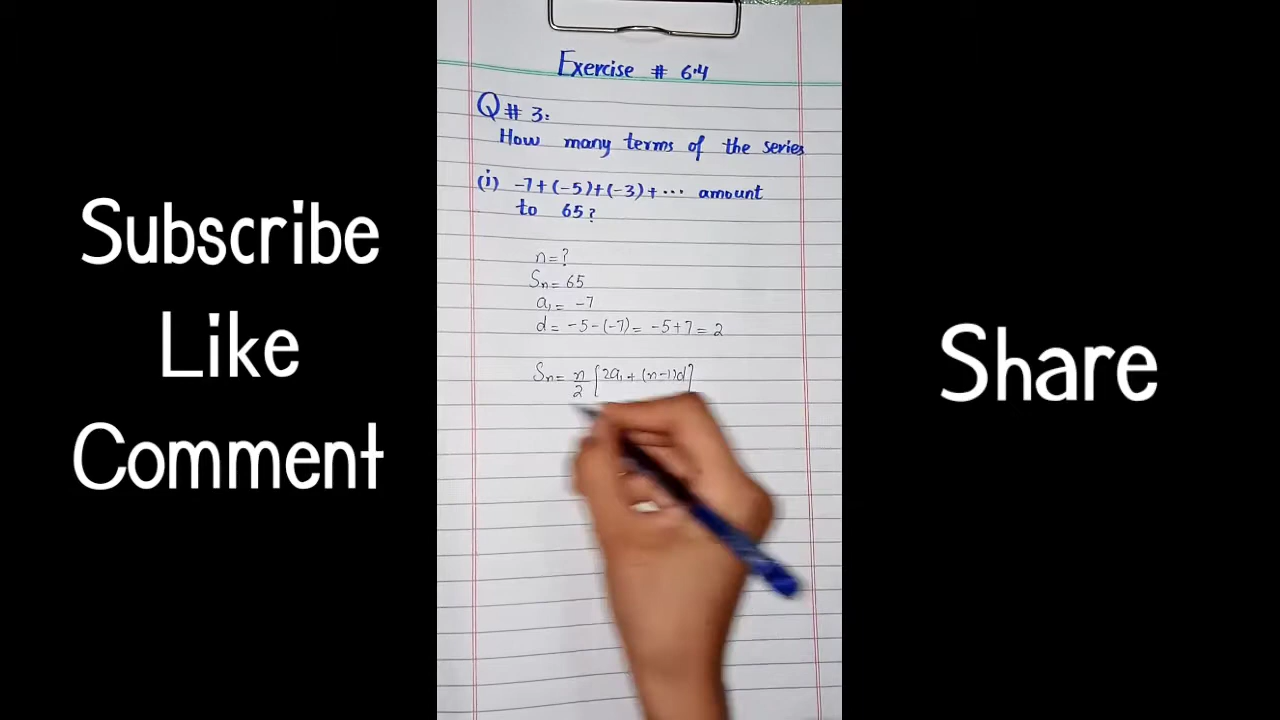 Subscribe
Like
Comment
Exercise # 6.4
Q# 3:
How many terms of the series
(i) -7+(-5)+(-3)+... amount
to 65?
n=?
Sn=65
a1= -7
d= -5-(-7)= -5+7=2
Sn= n/2 [2a1+(n-1)d]
Share